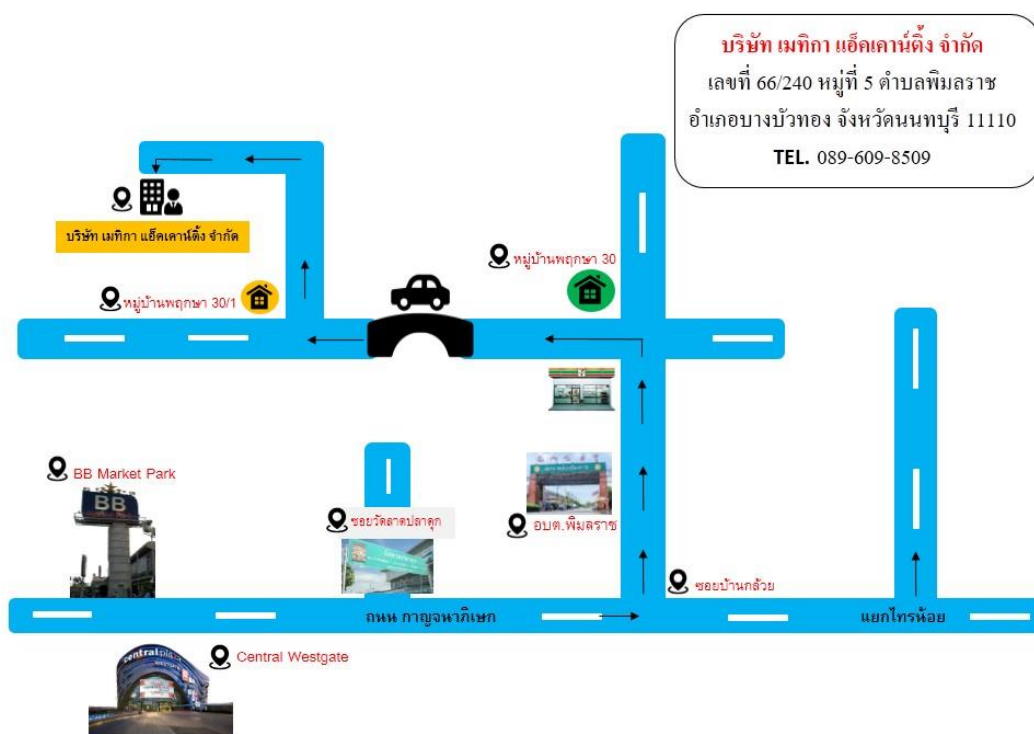 บริษัท เมทิกา แอ็คเคาน์ติ้ง จำกัด
เลขที่ 66/240 หมู่ที่ 5 ตำบลพิมลราช
อำเภอบางบัวทอง จังหวัดนนทบุรี 11110
TEL. 089-609-8509
บริษัท เมทิกา แอ็คเคาน์ติ้ง จำกัด
หมู่บ้านพฤกษา 30
หมู่บ้านพฤกษา 30/1
BB Market Park
BB
ซอยวัดลาดปลาดุก
อบต.พิมลราช
ซอยบ้านกล้วย
ถนน กาญจนาภิเษก
แยกไทรน้อย
Central Westgate
centralplaza